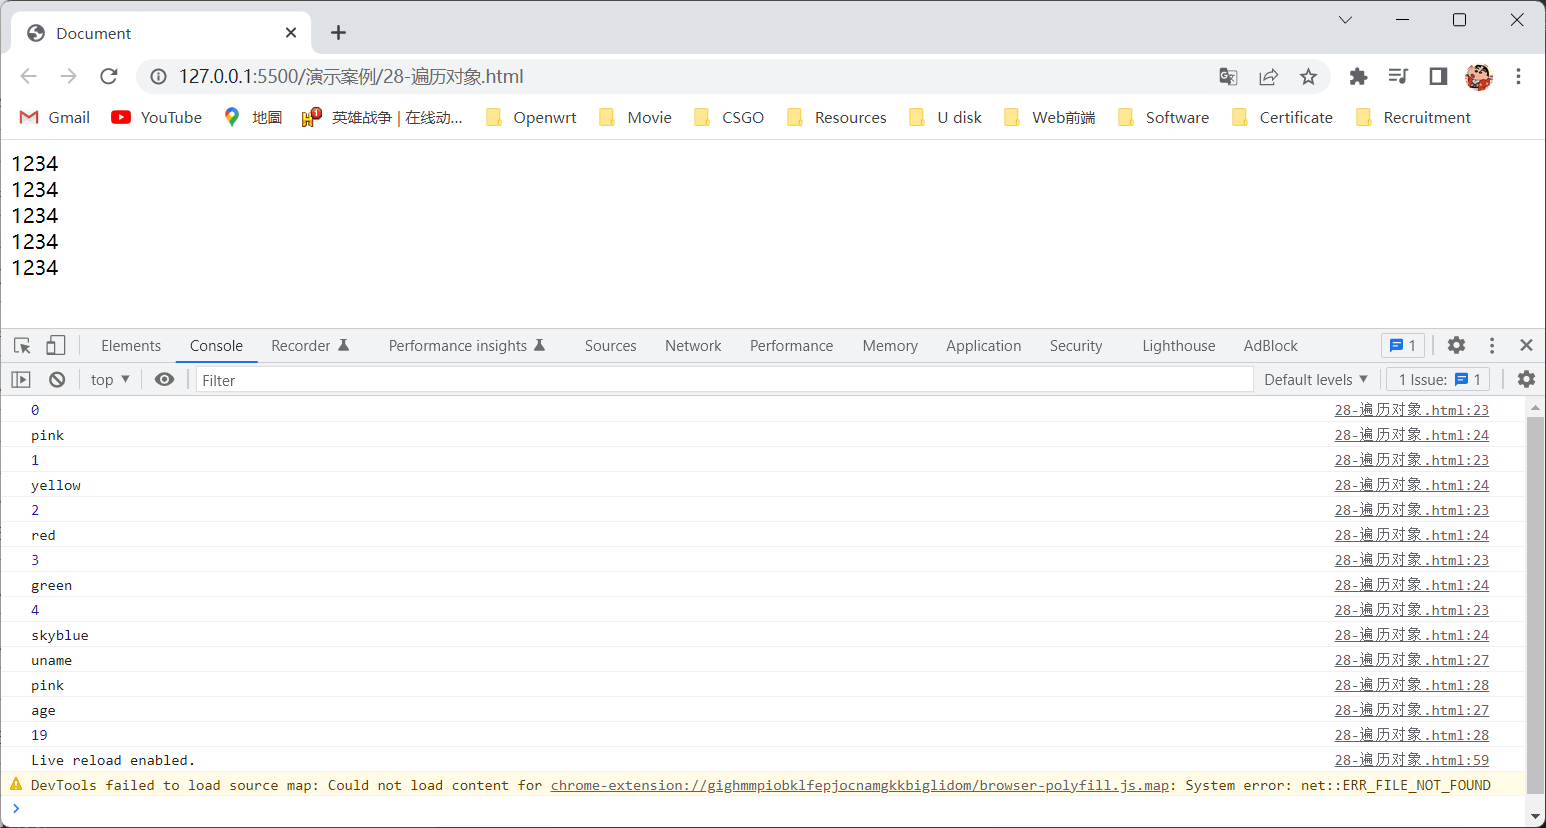 Document
127.0.0.1:5500/演示案例/28-遍历对象.html
Gmail YouTube 地圖 英雄战争 | 在线动... Openwrt Movie CSGO Resources U disk Web前端 Software Certificate Recruitment
1234
1234
1234
1234
1234
Elements Console Recorder Performance insights Sources Network Performance Memory Application Security Lighthouse AdBlock 1
top Filter Default levels 1 Issue: 1
0 28-遍历对象.html:23
pink 28-遍历对象.html:24
1 28-遍历对象.html:23
yellow 28-遍历对象.html:24
2 28-遍历对象.html:23
red 28-遍历对象.html:24
3 28-遍历对象.html:23
green 28-遍历对象.html:24
4 28-遍历对象.html:23
skyblue 28-遍历对象.html:24
uname 28-遍历对象.html:27
pink 28-遍历对象.html:28
age 28-遍历对象.html:27
19 28-遍历对象.html:28
Live reload enabled. 28-遍历对象.html:59
DevTools failed to load source map: Could not load content for chrome-extension://gighmmpiobklfepjocnamgkkbiglidom/browser-polyfill.js.map: System error: net::ERR_FILE_NOT_FOUND